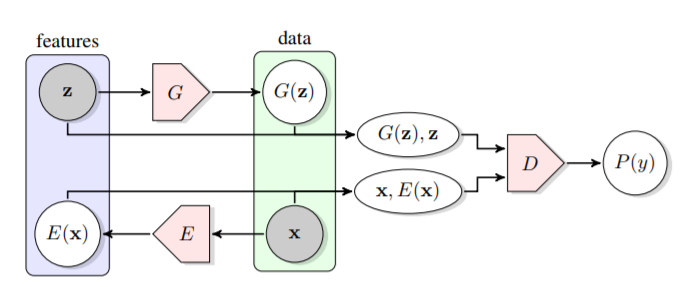 features
data
z
G
G(z)
G(z), z
D
P(y)
x, E(x)
E(x)
E
x